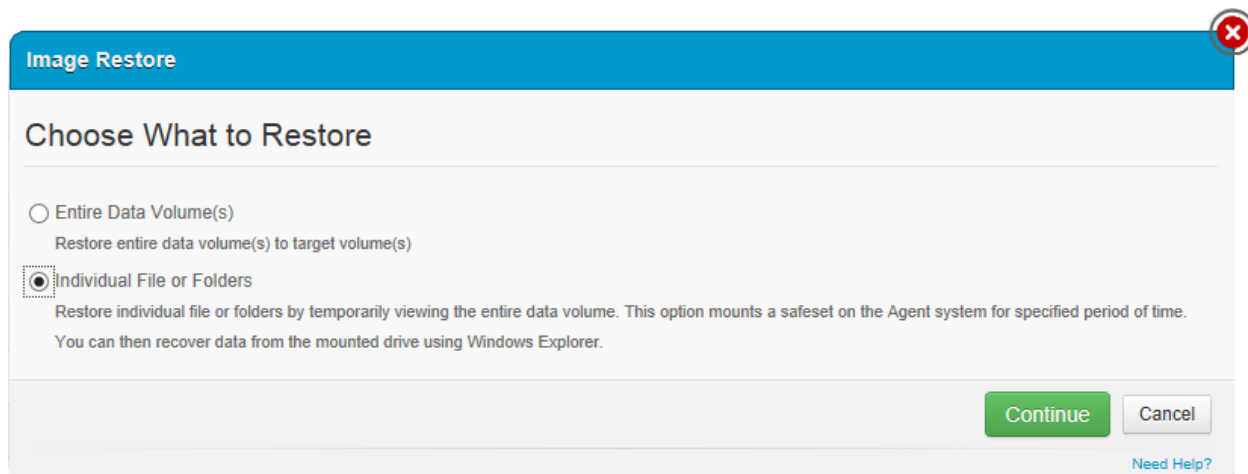 Image Restore
Choose What to Restore
Entire Data Volume(s)
Restore entire data volume(s) to target volume(s)
Individual File or Folders
Restore individual file or folders by temporarily viewing the entire data volume. This option mounts a safeset on the Agent system for specified period of time.
You can then recover data from the mounted drive using Windows Explorer.
Continue
Cancel
Need Help?